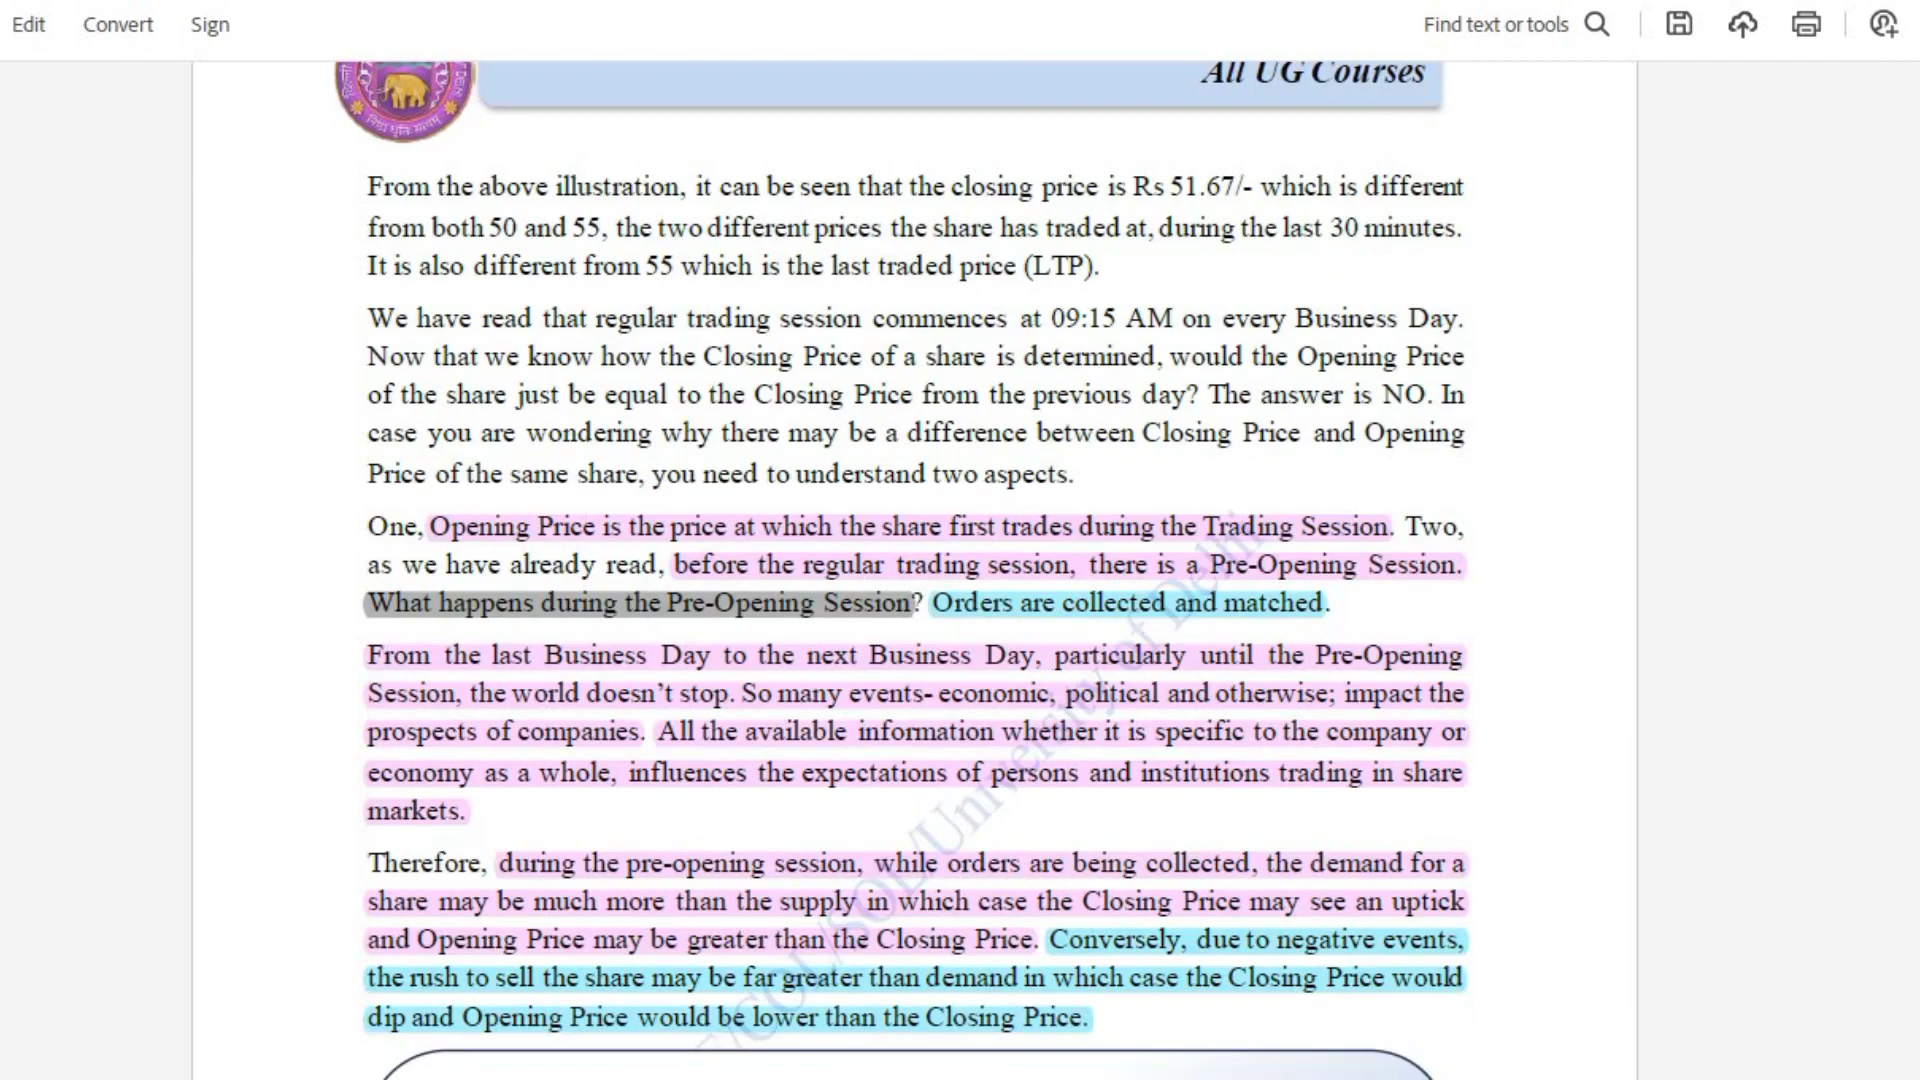 Edit Convert Sign Find text or tools
All UG Courses
From the above illustration, it can be seen that the closing price is Rs 51.67/- which is different
from both 50 and 55, the two different prices the share has traded at, during the last 30 minutes.
It is also different from 55 which is the last traded price (LTP).
We have read that regular trading session commences at 09:15 AM on every Business Day.
Now that we know how the Closing Price of a share is determined, would the Opening Price
of the share just be equal to the Closing Price from the previous day? The answer is NO. In
case you are wondering why there may be a difference between Closing Price and Opening
Price of the same share, you need to understand two aspects.
One, Opening Price is the price at which the share first trades during the Trading Session. Two,
as we have already read, before the regular trading session, there is a Pre-Opening Session.
What happens during the Pre-Opening Session? Orders are collected and matched.
From the last Business Day to the next Business Day, particularly until the Pre-Opening
Session, the world doesn’t stop. So many events- economic, political and otherwise; impact the
prospects of companies. All the available information whether it is specific to the company or
economy as a whole, influences the expectations of persons and institutions trading in share
markets.
Therefore, during the pre-opening session, while orders are being collected, the demand for a
share may be much more than the supply in which case the Closing Price may see an uptick
and Opening Price may be greater than the Closing Price. Conversely, due to negative events,
the rush to sell the share may be far greater than demand in which case the Closing Price would
dip and Opening Price would be lower than the Closing Price.
/COL/SOL/University of Delhi